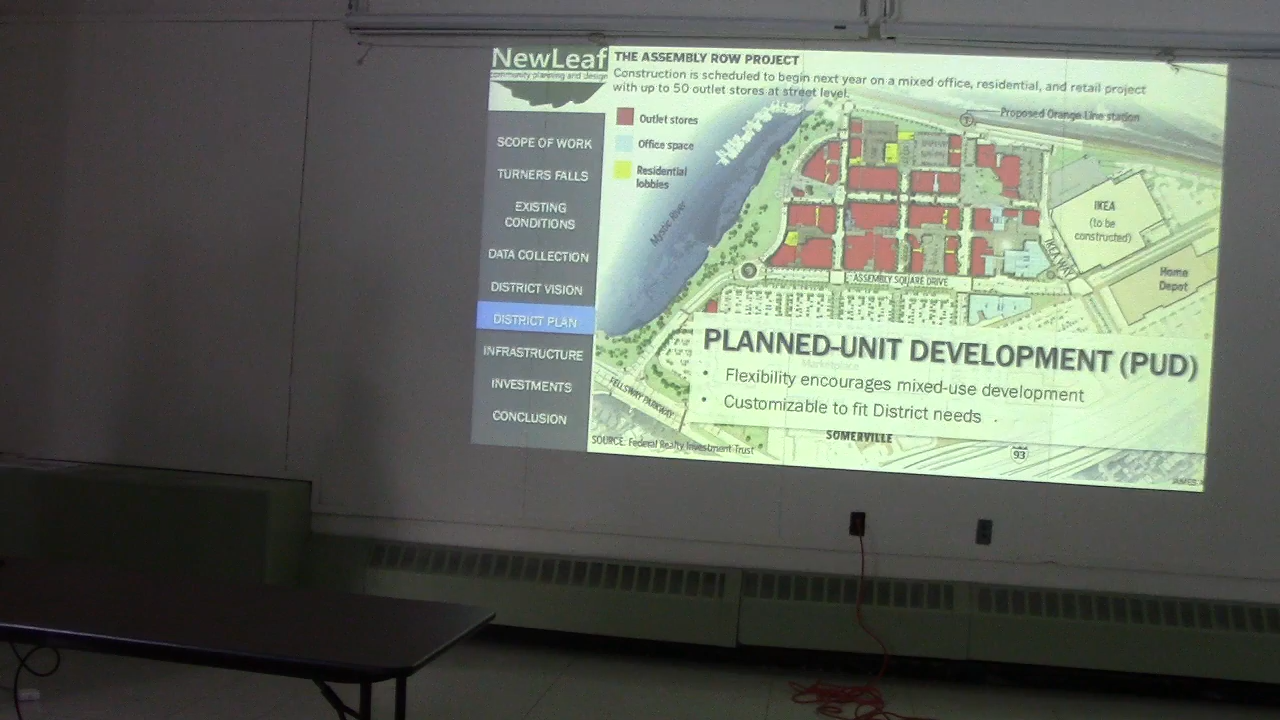 NewLeaf
community planning and design
SCOPE OF WORK
TURNERS FALLS
EXISTING
CONDITIONS
DATA COLLECTION
DISTRICT VISION
DISTRICT PLAN
INFRASTRUCTURE
INVESTMENTS
CONCLUSION
THE ASSEMBLY ROW PROJECT
Construction is scheduled to begin next year on a mixed office, residential, and retail project
with up to 50 outlet stores at street level.
Outlet stores
Office space
Residential
lobbies
Mystic River
T
Proposed Orange Line station
IKEA
(to be
constructed)
IKEA WAY
Home
Depot
ASSEMBLY SQUARE DRIVE
Marketplace
PLANNED-UNIT DEVELOPMENT (PUD)
• Flexibility encourages mixed-use development
• Customizable to fit District needs
FELLSWAY PARKWAY
SOMERVILLE
93
SOURCE: Federal Realty Investment Trust
JAMES